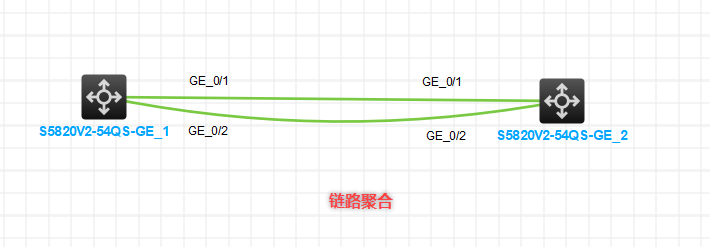 GE_0/1
GE_0/1
S5820V2-54QS-GE_1
GE_0/2
GE_0/2
S5820V2-54QS-GE_2
链路聚合